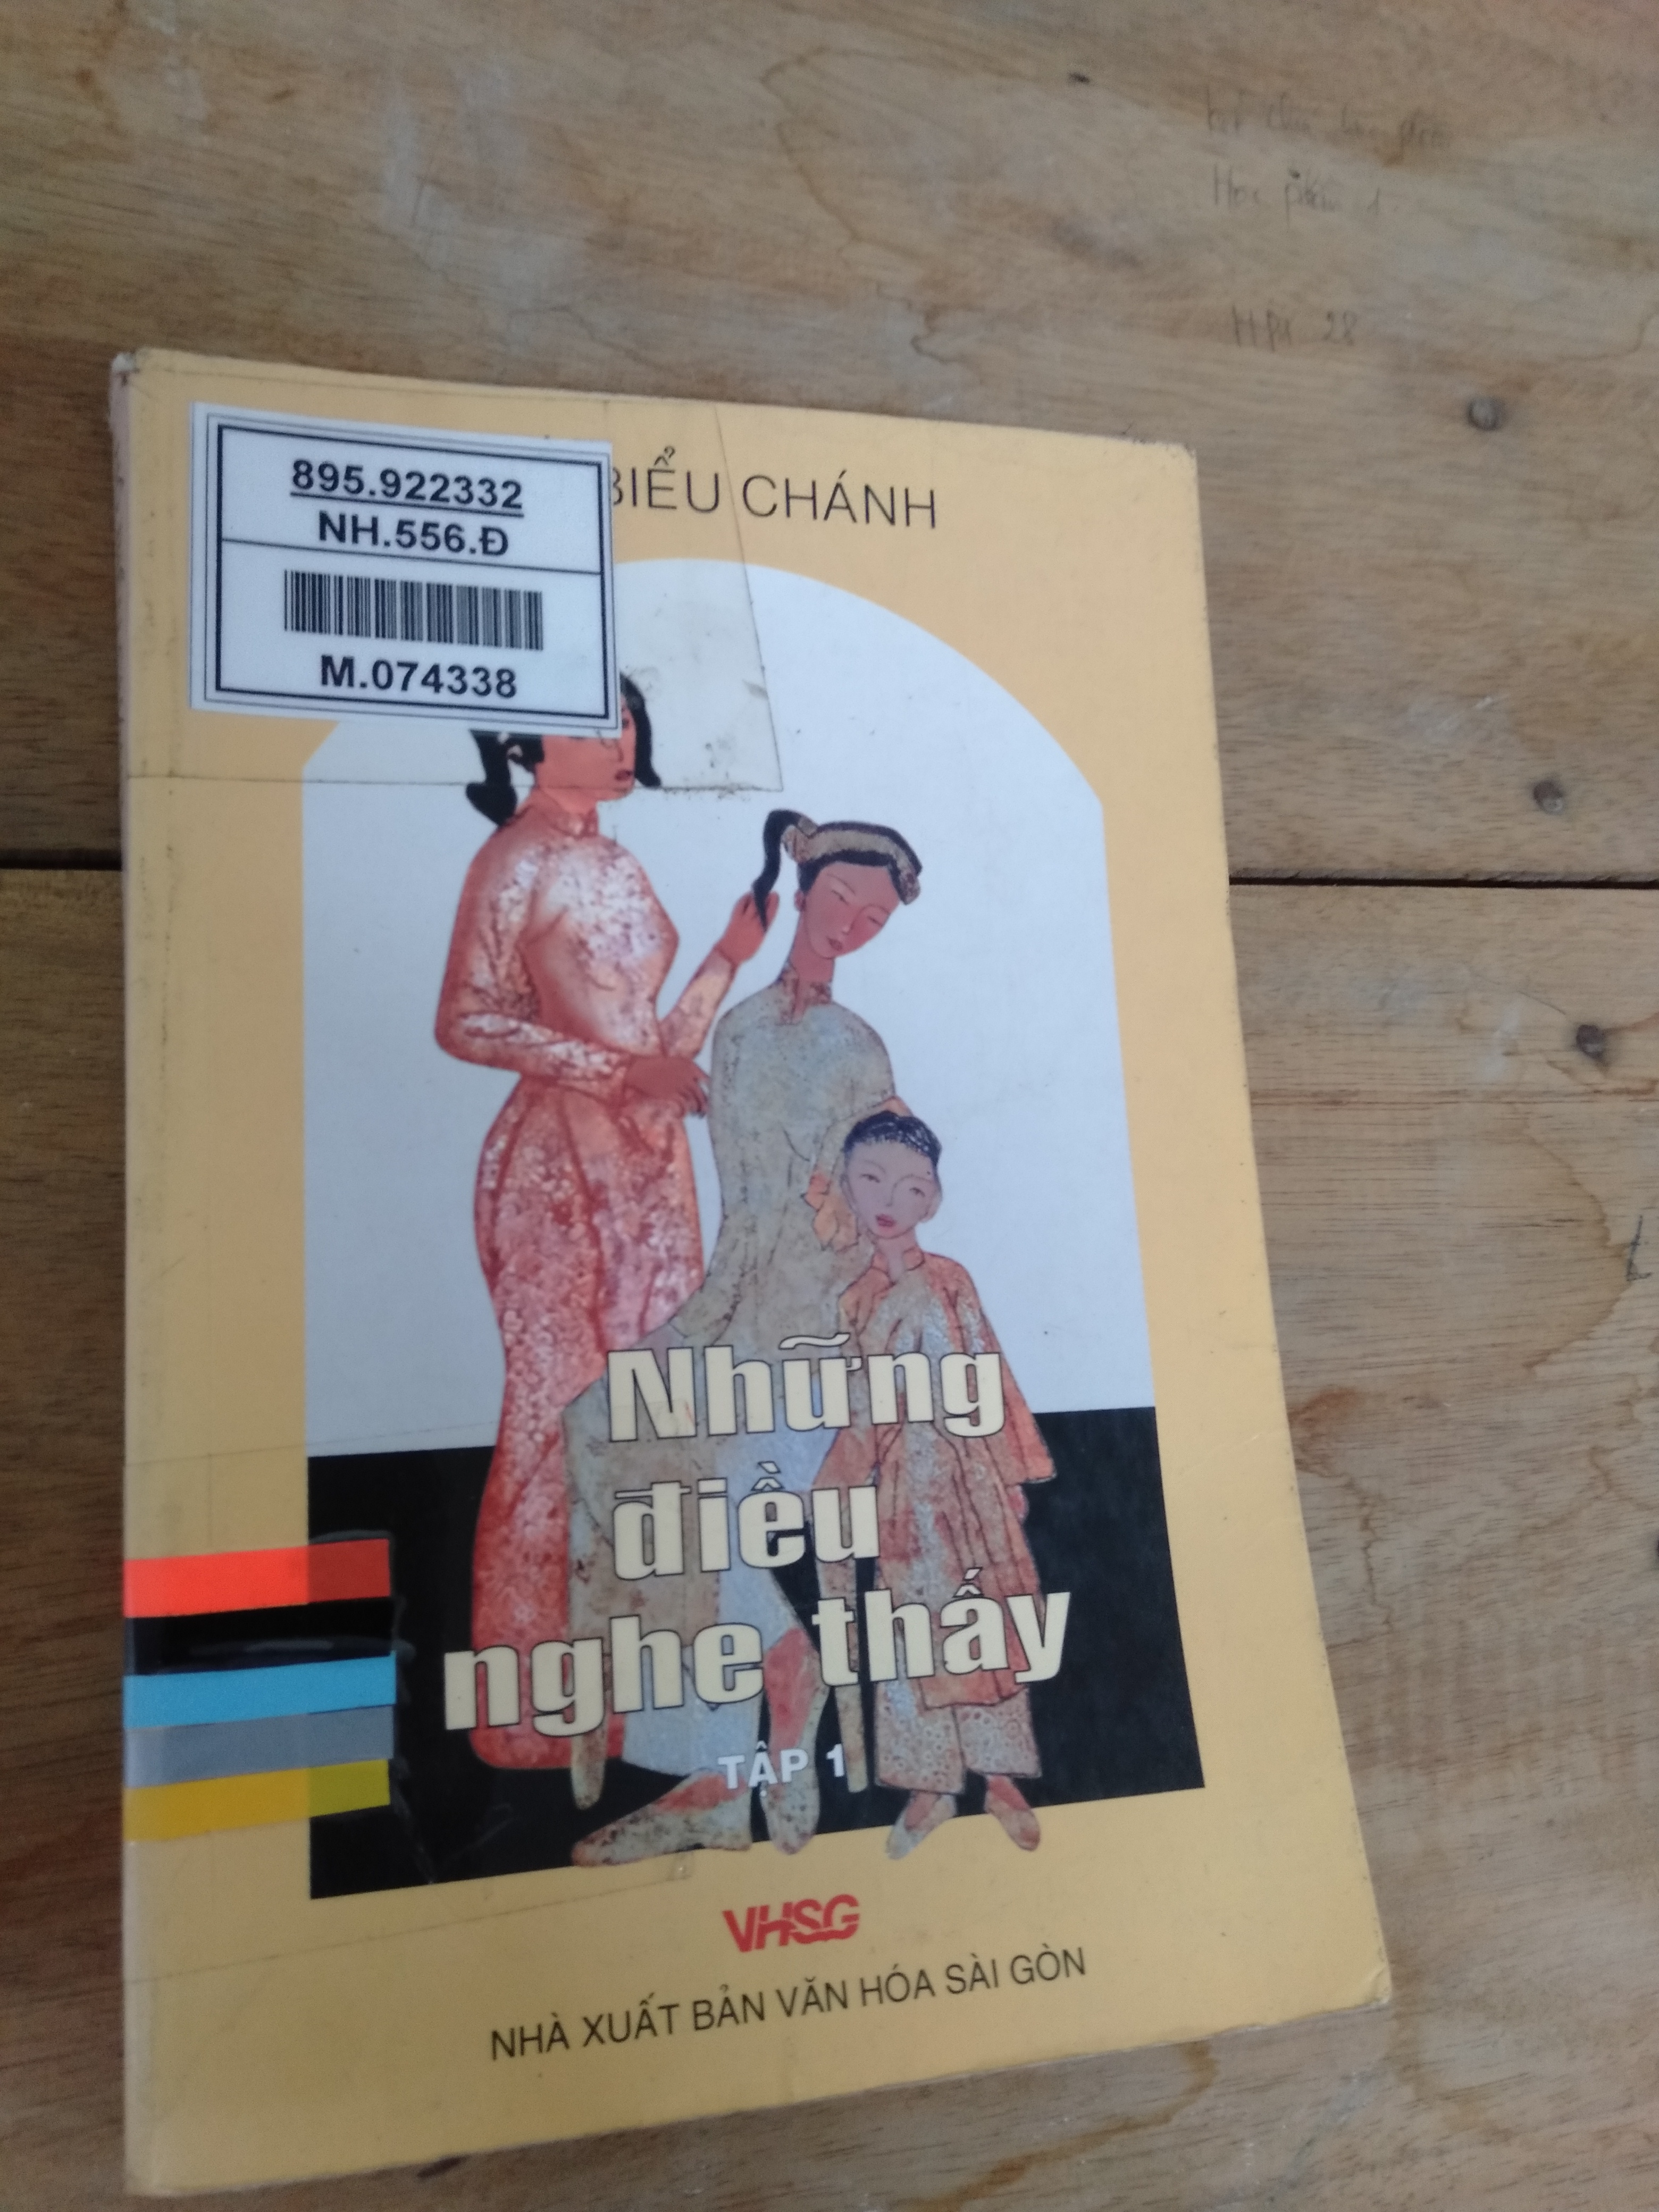 895.922332
NH.556.Đ
M.074338
BIỂU CHÁNH
Những
điều
nghe thấy
TẬP 1
VHSG
NHÀ XUẤT BẢN VĂN HÓA SÀI GÒN